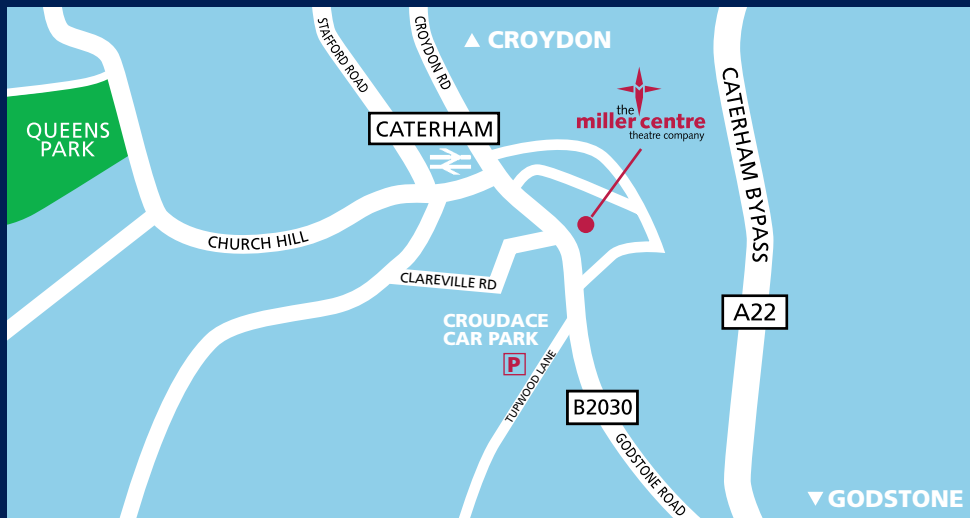 STAFFORD ROAD
CROYDON RD
CROYDON
the
miller centre
theatre company
CATERHAM
QUEENS
PARK
CATERHAM BYPASS
CHURCH HILL
CLAREVILLE RD
A22
CROUDACE
CAR PARK
P
TUPWOOD LANE
B2030
GODSTONE ROAD
GODSTONE